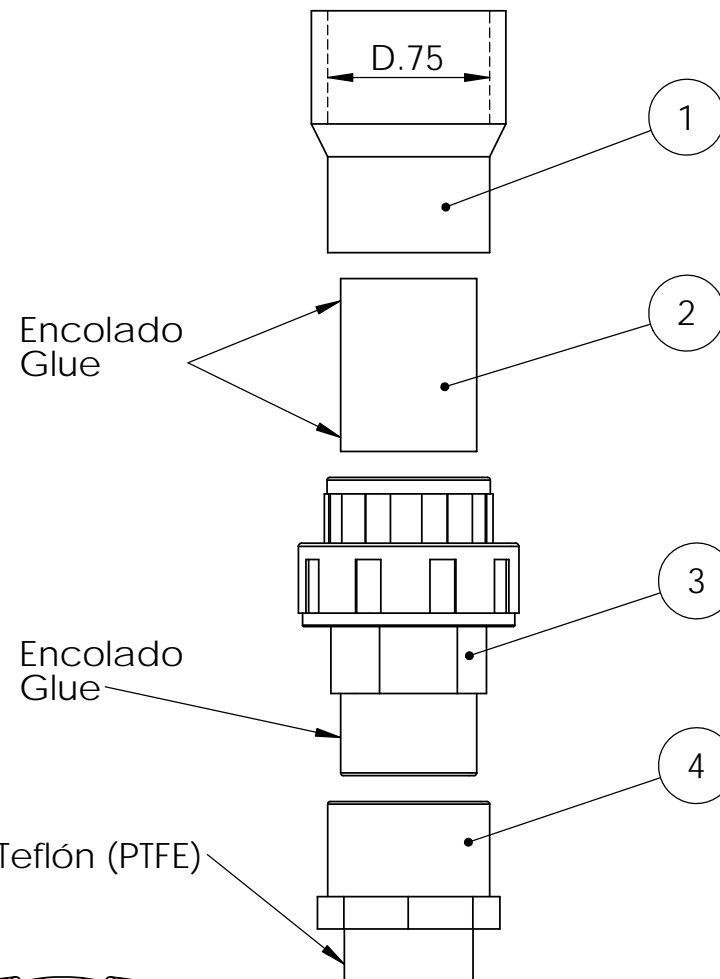 D.75
1
2
Encolado
Glue
3
Encolado
Glue
4
Teflón (PTFE)